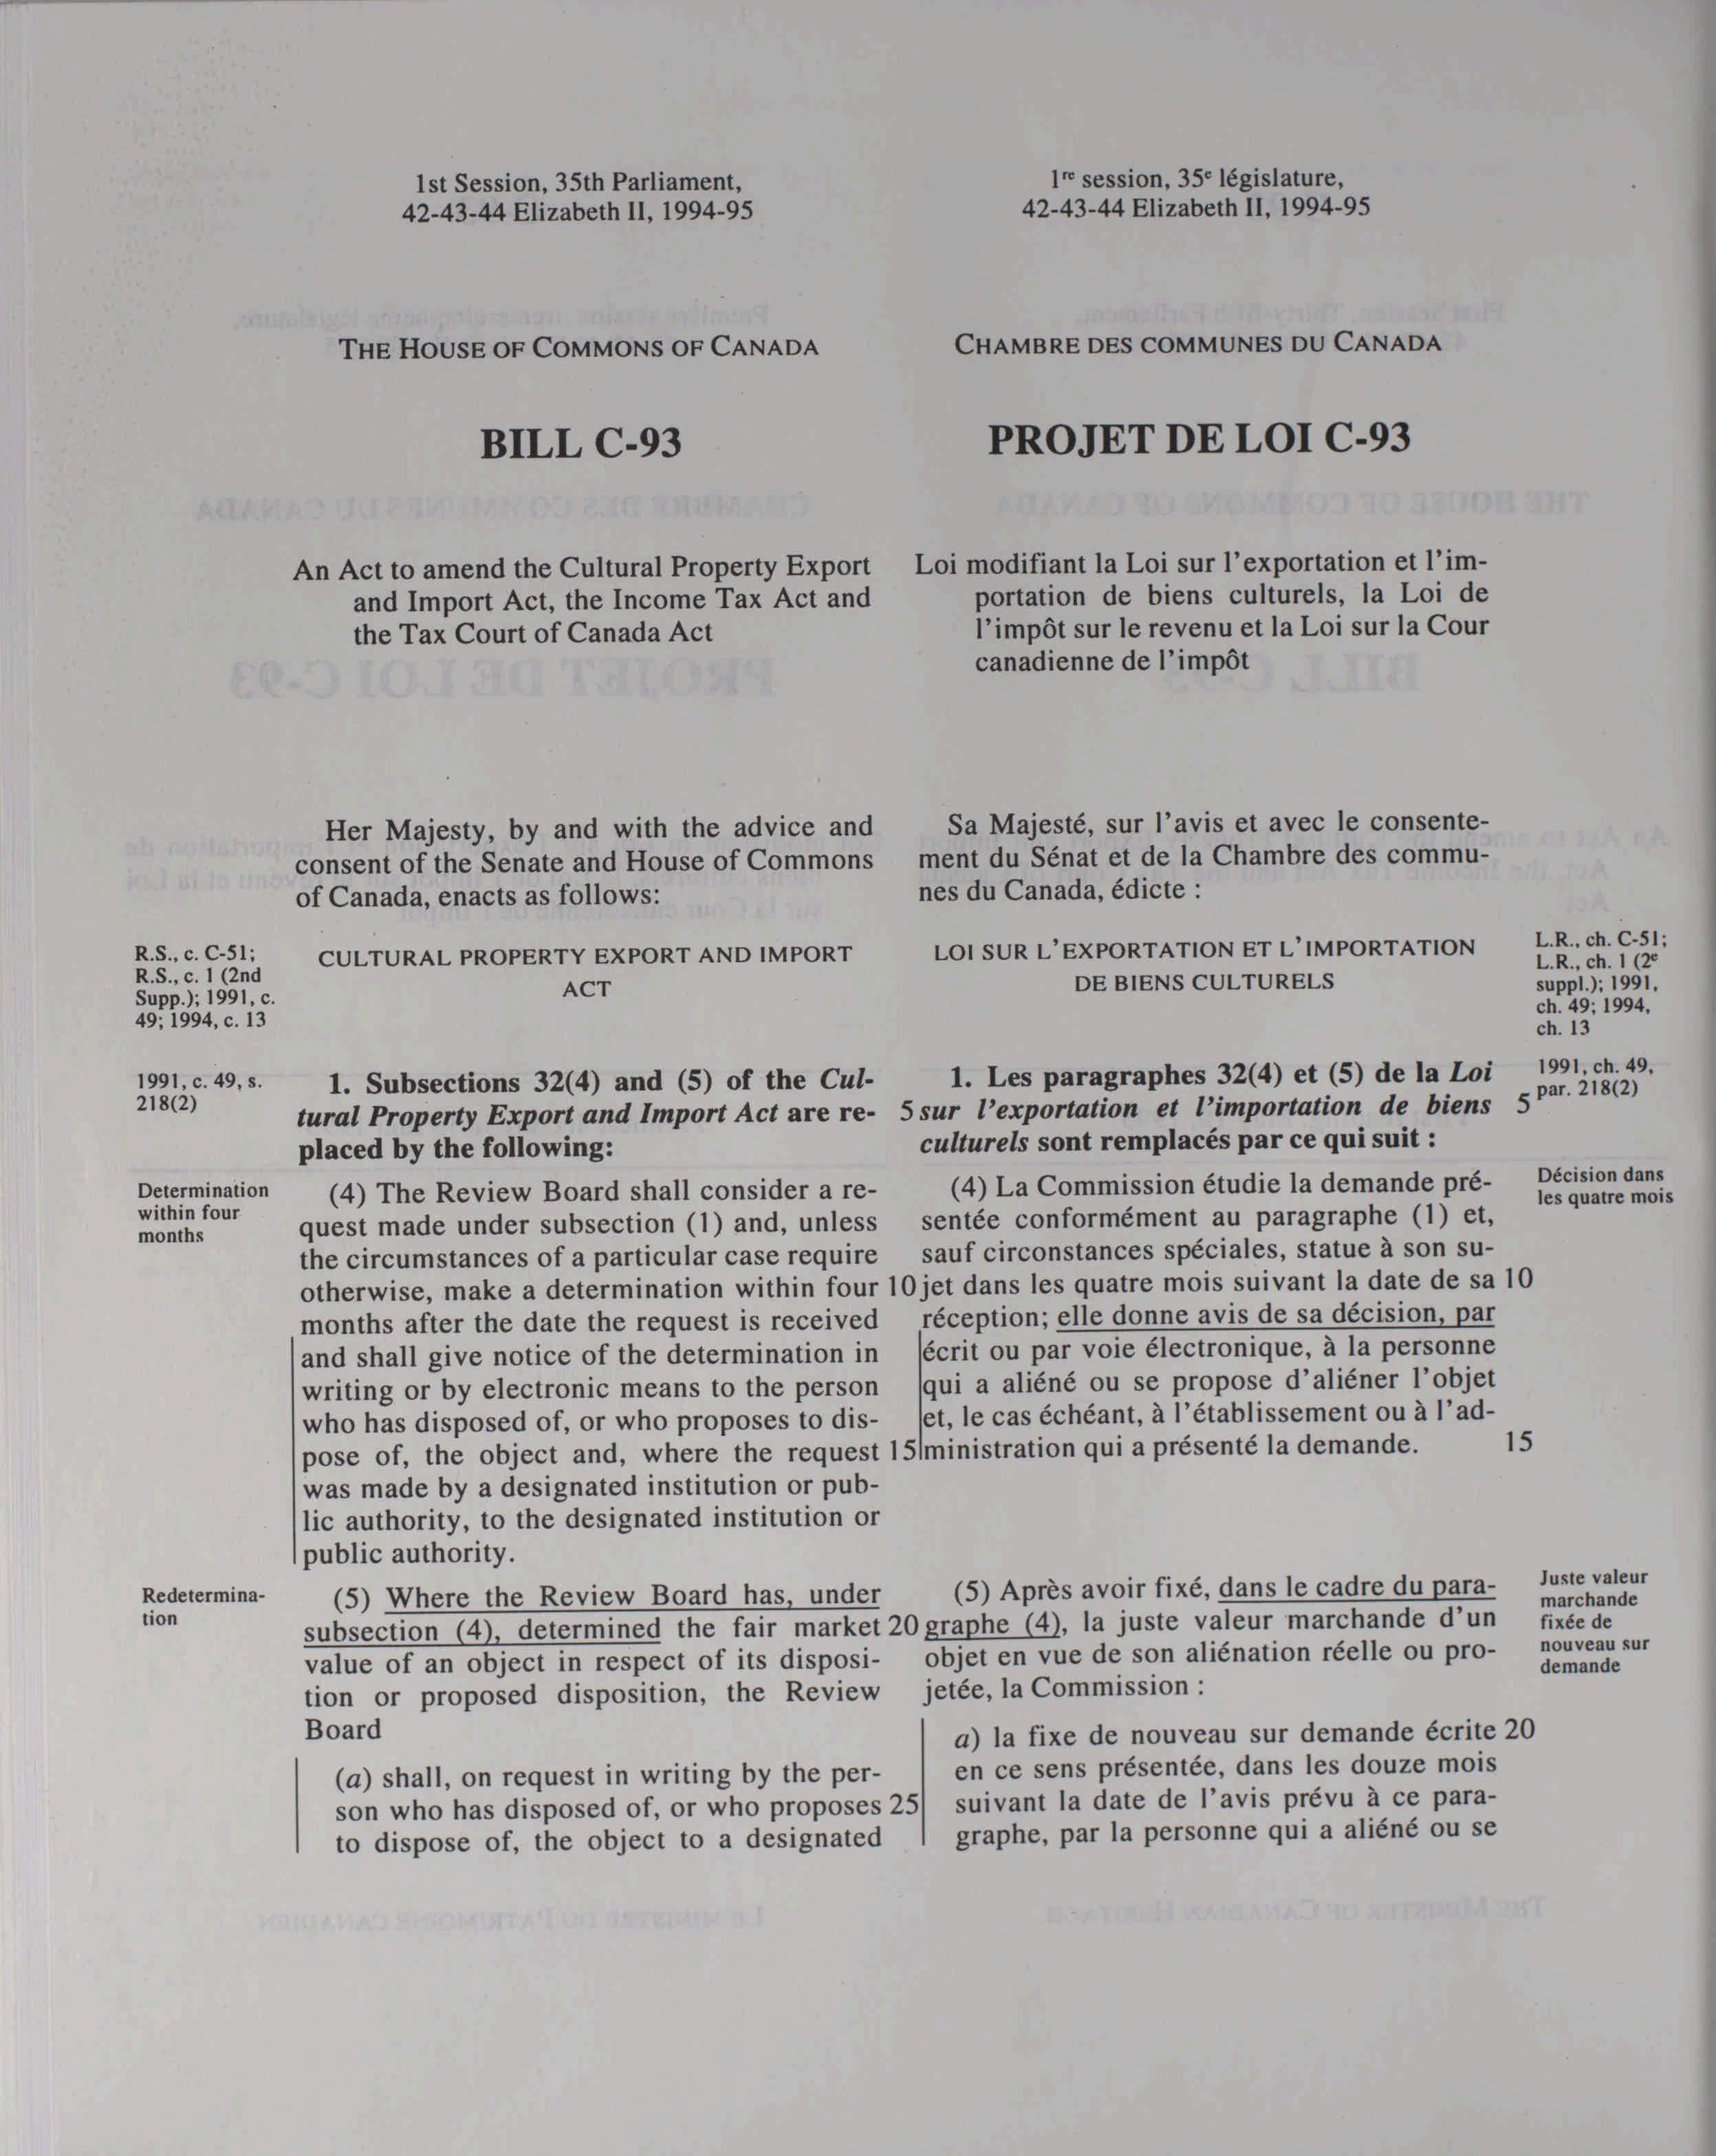 1st Session, 35th Parliament,
42-43-44 Elizabeth II, 1994-95
THE HOUSE OF COMMONS OF CANADA
BILL C-93
An Act to amend the Cultural Property Export
and Import Act, the Income Tax Act and
the Tax Court of Canada Act
Her Majesty, by and with the advice and
consent of the Senate and House of Commons
of Canada, enacts as follows:
R.S., c. C-51;
R.S., c. 1 (2nd
Supp.); 1991, c.
49; 1994, c. 13
CULTURAL PROPERTY EXPORT AND IMPORT
ACT
1991, c. 49, s.
218(2)
1. Subsections 32(4) and (5) of the Cul-
tural Property Export and Import Act are re- 5
placed by the following:
Determination
within four
months
(4) The Review Board shall consider a re-
quest made under subsection (1) and, unless
the circumstances of a particular case require
otherwise, make a determination within four 10
months after the date the request is received
and shall give notice of the determination in
writing or by electronic means to the person
who has disposed of, or who proposes to dis-
pose of, the object and, where the request 15
was made by a designated institution or pub-
lic authority, to the designated institution or
public authority.
Redetermina-
tion
(5) Where the Review Board has, under
subsection (4), determined the fair market 20
value of an object in respect of its disposi-
tion or proposed disposition, the Review
Board
(a) shall, on request in writing by the per-
son who has disposed of, or who proposes 25
to dispose of, the object to a designated
1re session, 35e législature,
42-43-44 Elizabeth II, 1994-95
CHAMBRE DES COMMUNES DU CANADA
PROJET DE LOI C-93
Loi modifiant la Loi sur l'exportation et l'im-
portation de biens culturels, la Loi de
l'impôt sur le revenu et la Loi sur la Cour
canadienne de l'impôt
Sa Majesté, sur l'avis et avec le consente-
ment du Sénat et de la Chambre des commu-
nes du Canada, édicte :
LOI SUR L'EXPORTATION ET L'IMPORTATION
DE BIENS CULTURELS
L.R., ch. C-51;
L.R., ch. 1 (2e
suppl.); 1991,
ch. 49; 1994,
ch. 13
1. Les paragraphes 32(4) et (5) de la Loi
sur l'exportation et l'importation de biens 5
culturels sont remplacés par ce qui suit :
1991, ch. 49,
par. 218(2)
(4) La Commission étudie la demande pré-
sentée conformément au paragraphe (1) et,
sauf circonstances spéciales, statue à son su-
jet dans les quatre mois suivant la date de sa 10
réception; elle donne avis de sa décision, par
écrit ou par voie électronique, à la personne
qui a aliéné ou se propose d'aliéner l'objet
et, le cas échéant, à l'établissement ou à l'ad-
ministration qui a présenté la demande. 15
Décision dans
les quatre mois
(5) Après avoir fixé, dans le cadre du para-
graphe (4), la juste valeur marchande d'un
objet en vue de son aliénation réelle ou pro-
jetée, la Commission :
Juste valeur
marchande
fixée de
nouveau sur
demande
a) la fixe de nouveau sur demande écrite 20
en ce sens présentée, dans les douze mois
suivant la date de l'avis prévu à ce para-
graphe, par la personne qui a aliéné ou se